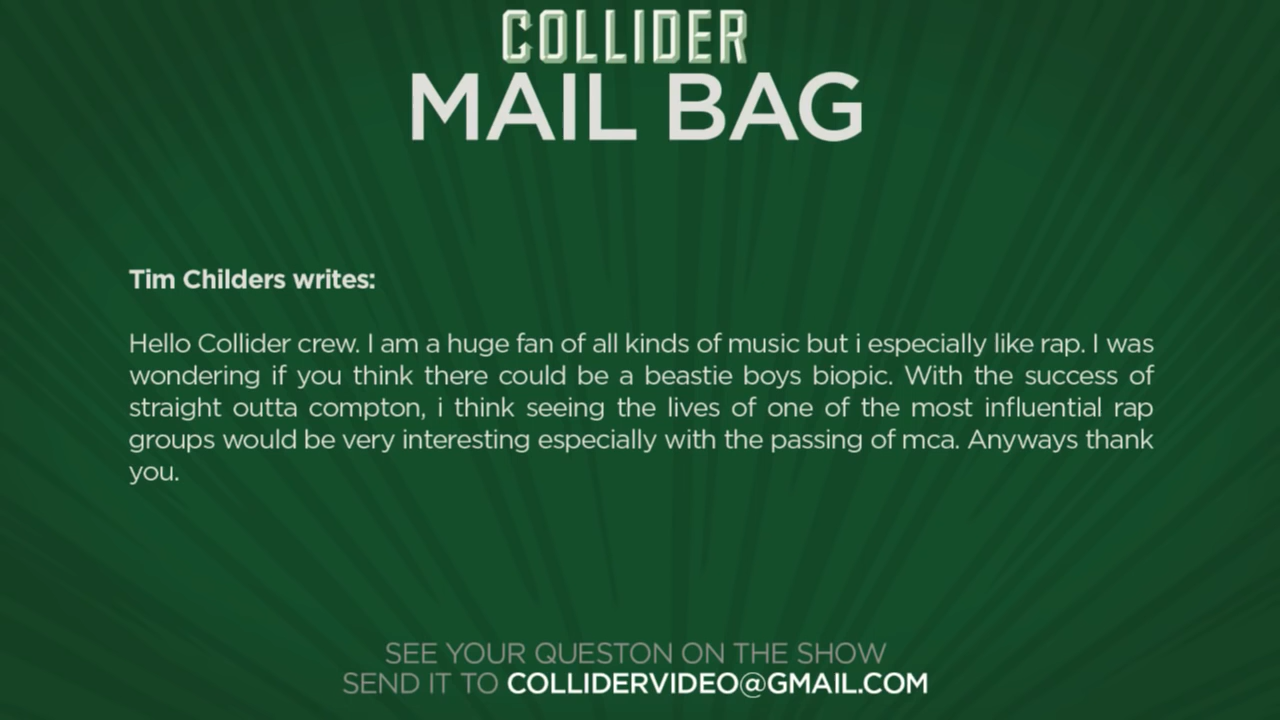 COLLIDER
MAIL BAG
Tim Childers writes:
Hello Collider crew. I am a huge fan of all kinds of music but i especially like rap. I was
wondering if you think there could be a beastie boys biopic. With the success of
straight outta compton, i think seeing the lives of one of the most influential rap
groups would be very interesting especially with the passing of mca. Anyways thank
you.
SEE YOUR QUESTON ON THE SHOW
SEND IT TO COLLIDERVIDEO@GMAIL.COM